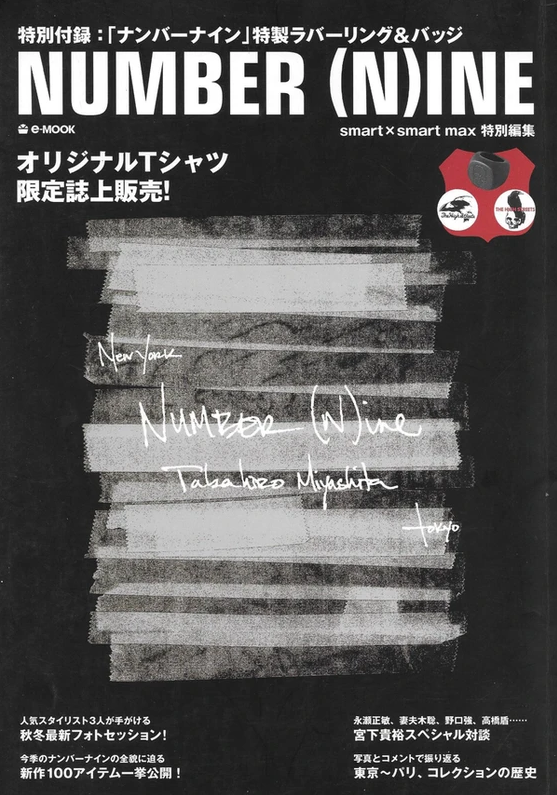 特別付録:「ナンバーナイン」特製ラバーリング&バッジ
NUMBER (N)INE
e-MOOK
smart×smart max 特別編集
オリジナルTシャツ
限定誌上販売!
New York
NUMBER (N)ine
Takahiro Miyashita
tokyo
人気スタイリスト3人が手がける
秋冬最新フォトセッション!
今季のナンバーナインの全貌に迫る
新作100アイテム一挙公開!
永瀬正敏、妻夫木聡、野口強、高橋盾……
宮下貴裕スペシャル対談
写真とコメントで振り返る
東京〜パリ、コレクションの歴史